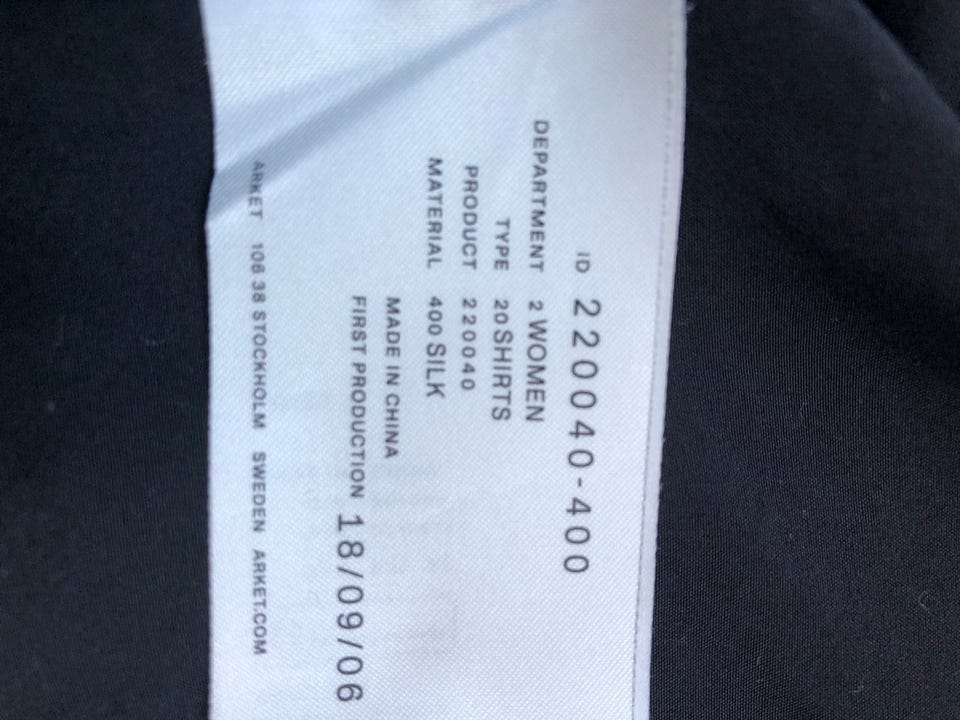 ID 220040-400
DEPARTMENT 2 WOMEN
TYPE 20 SHIRTS
PRODUCT 220040
MATERIAL 400 SILK
MADE IN CHINA
FIRST PRODUCTION 18/09/06
ARKET 106 38 STOCKHOLM SWEDEN ARKET.COM